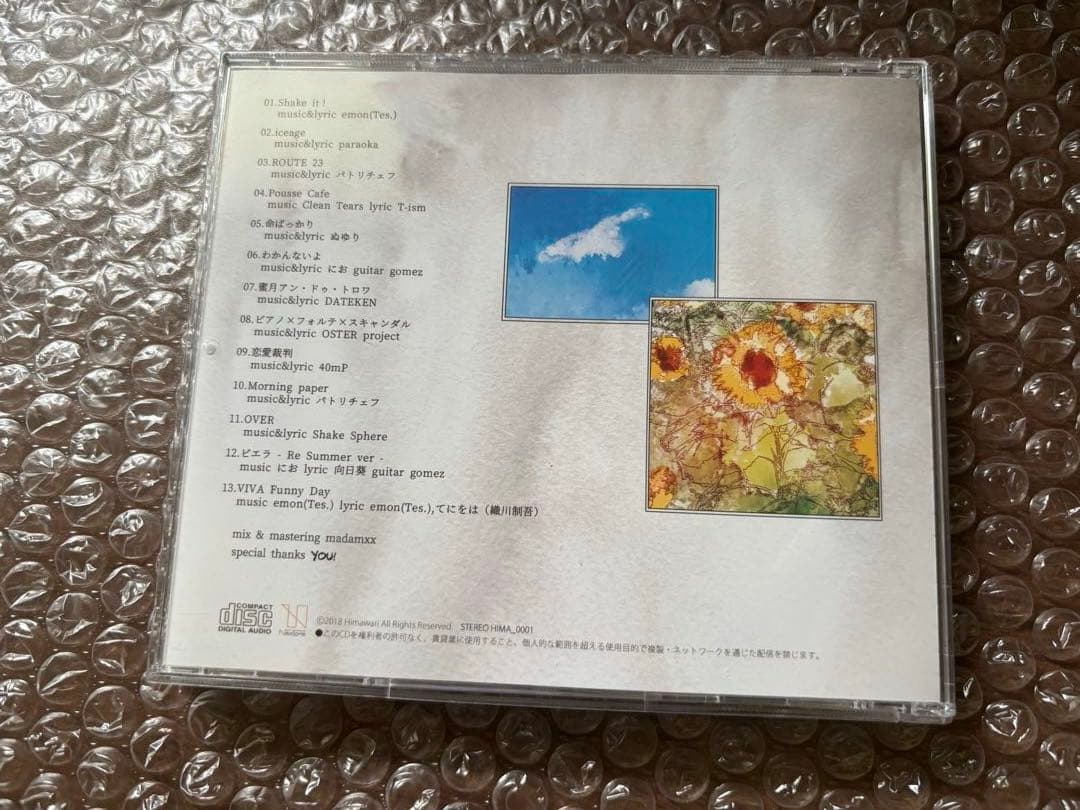 01.Shake it !
music&lyric emon(Tes.)
02.iceage
music&lyric paraoka
03.ROUTE 23
music&lyric パトリチェフ
04.Pousse Cafe
music Clean Tears lyric T-ism
05.命ばっかり
music&lyric ぬゆり
06.わかんないよ
music&lyric にお guitar gomez
07.蜜月アン・ドゥ・トロワ
music&lyric DATEKEN
08.ピアノ×フォルテ×スキャンダル
music&lyric OSTER project
09.恋愛裁判
music&lyric 40mP
10.Morning paper
music&lyric パトリチェフ
11.OVER
music&lyric Shake Sphere
12.ピエラ - Re Summer ver -
music にお lyric 向日葵 guitar gomez
13.VIVA Funny Day
music emon(Tes.) lyric emon(Tes.),てにをは（織川制吾）
mix & mastering madamxx
special thanks YOU!
COMPACT
disc
DIGITAL AUDIO
Nextone
©2018 Himawari All Rights Reserved. STEREO HIMA_0001
●このCDを権利者の許可なく、賃貸業に使用すること、個人的な範囲を超える使用目的で複製・ネットワークを通じた配信を禁じます。